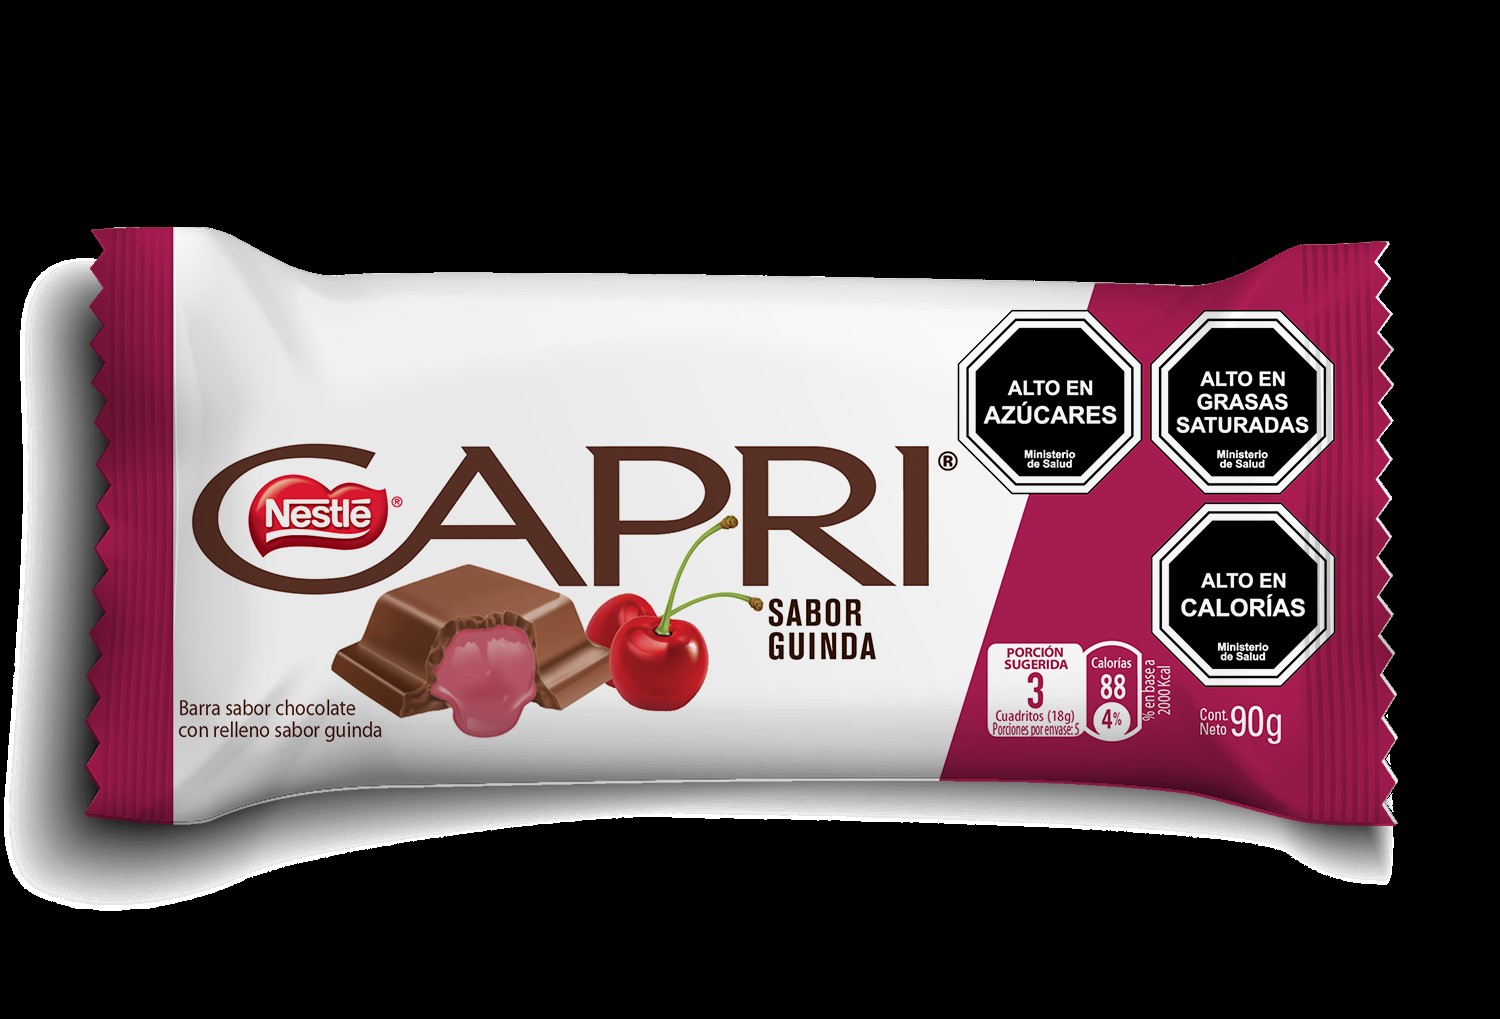 Nestlé®
CAPRI®
SABOR
GUINDA
Barra sabor chocolate
con relleno sabor guinda
ALTO EN
AZÚCARES
Ministerio
de Salud
ALTO EN
GRASAS
SATURADAS
Ministerio
de Salud
ALTO EN
CALORÍAS
Ministerio
de Salud
PORCIÓN
SUGERIDA
3
Cuadritos (18g)
Porciones por envase: 5
Calorías
88
4%
% en base a
2000 Kcal
Cont.
Neto 90g